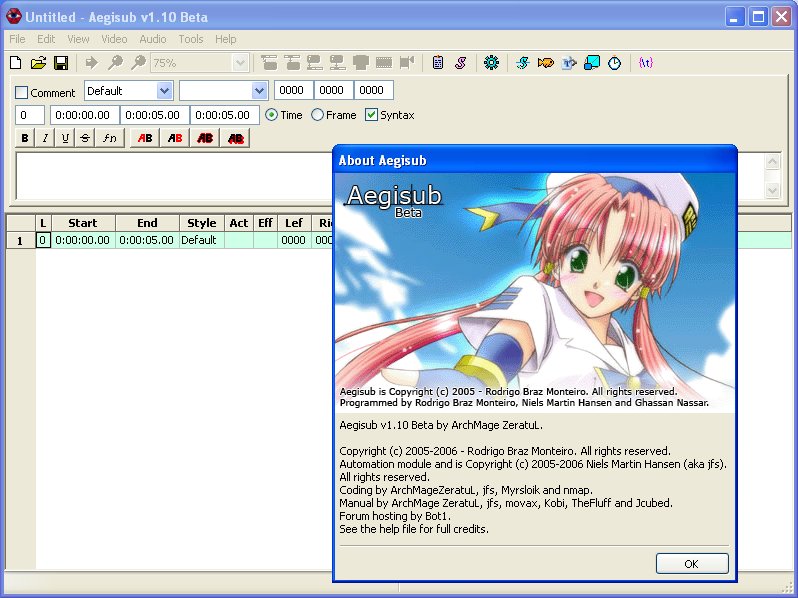 Untitled - Aegisub v1.10 Beta
File Edit View Video Audio Tools Help
75%
{\t}
Comment Default 0000 0000 0000
0 0:00:00.00 0:00:05.00 0:00:05.00 Time Frame Syntax
B I U S fn AB AB AB AB
L Start End Style Act Eff Lef
1 0 0:00:00.00 0:00:05.00 Default 0000
About Aegisub
Aegisub
Beta
Aegisub is Copyright (c) 2005 - Rodrigo Braz Monteiro. All rights reserved.
Programmed by Rodrigo Braz Monteiro, Niels Martin Hansen and Ghassan Nassar.
Aegisub v1.10 Beta by ArchMage ZeratuL.
Copyright (c) 2005-2006 - Rodrigo Braz Monteiro. All rights reserved.
Automation module and is Copyright (c) 2005-2006 Niels Martin Hansen (aka jfs).
All rights reserved.
Coding by ArchMageZeratuL, jfs, Myrsloik and nmap.
Manual by ArchMage ZeratuL, jfs, movax, Kobi, TheFluff and Jcubed.
Forum hosting by Bot1.
See the help file for full credits.
OK